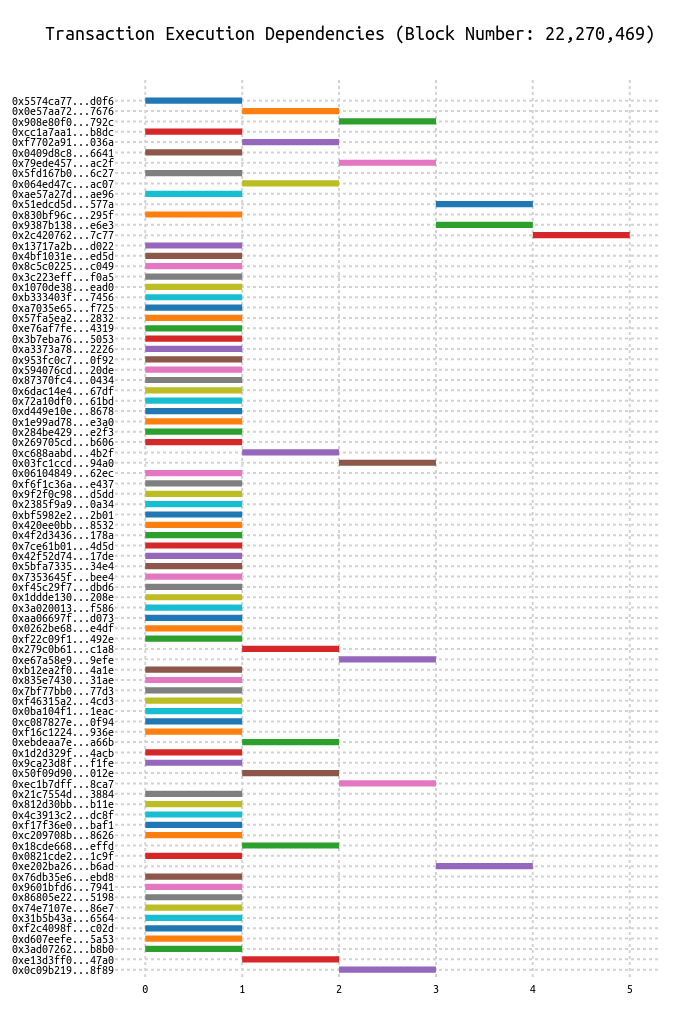 Transaction Execution Dependencies (Block Number: 22,270,469)
0x5574ca77...d0f6
0x0e57aa72...7676
0x908e80f0...792c
0xcc1a7aa1...b8dc
0xf7702a91...036a
0x0409d8c8...6641
0x79ede457...ac2f
0x5fd167b0...6c27
0x064ed47c...ac07
0xae57a27d...ae96
0x51edcd5d...577a
0x830bf96c...295f
0x9387b138...e6e3
0x2c420762...7c77
0x13717a2b...d022
0x4bf1031e...ed5d
0x8c5c0225...c049
0x3c223eff...f0a5
0x1070de38...ead0
0xb333403f...7456
0xa7035e65...f725
0x57fa5ea2...2832
0xe76af7fe...4319
0x3b7eba76...5053
0xa3373a78...2226
0x953fc0c7...0f92
0x594076cd...20de
0x87370fc4...0434
0x6dac14e4...67df
0x72a10df0...61bd
0xd449e10e...8678
0x1e99ad78...e3a0
0x284be429...e2f3
0x269705cd...b606
0xc688aabd...4b2f
0x03fc1ccd...94a0
0x06104849...62ec
0xf6f1c36a...e437
0x9f2f0c98...d5dd
0x2385f9a9...0a34
0xbf5982e2...2b01
0x420ee0bb...8532
0x4f2d3436...178a
0x7ce61b01...4d5d
0x42f52d74...17de
0x5bfa7335...34e4
0x7353645f...bee4
0xf45c29f7...dbd6
0x1ddde130...208e
0x3a020013...f586
0xaa06697f...d073
0x0262be68...e4df
0xf22c09f1...492e
0x279c0b61...c1a8
0xe67a58e9...9efe
0xb12ea2f0...4a1e
0x835e7430...31ae
0x7bf77bb0...77d3
0xf46315a2...4cd3
0x0ba104f1...1eac
0xc087827e...0f94
0xf16c1224...936e
0xebdeaa7e...a66b
0x1d2d329f...4acb
0x9ca23d8f...f1fe
0x50f09d90...012e
0xec1b7dff...8ca7
0x21c7554d...3884
0x812d30bb...b11e
0x4c3913c2...dc8f
0xf17f36e0...baf1
0xc209708b...8626
0x18cde668...effd
0x0821cde2...1c9f
0xe202ba26...b6ad
0x76db35e6...ebd8
0x9601bfd6...7941
0x86805e22...5198
0x74e7107e...86e7
0x31b5b43a...6564
0xf2c4098f...c02d
0xd607eefe...5a53
0x3ad07262...b8b0
0xe13d3ff0...47a0
0x0c09b219...8f89
0 1 2 3 4 5